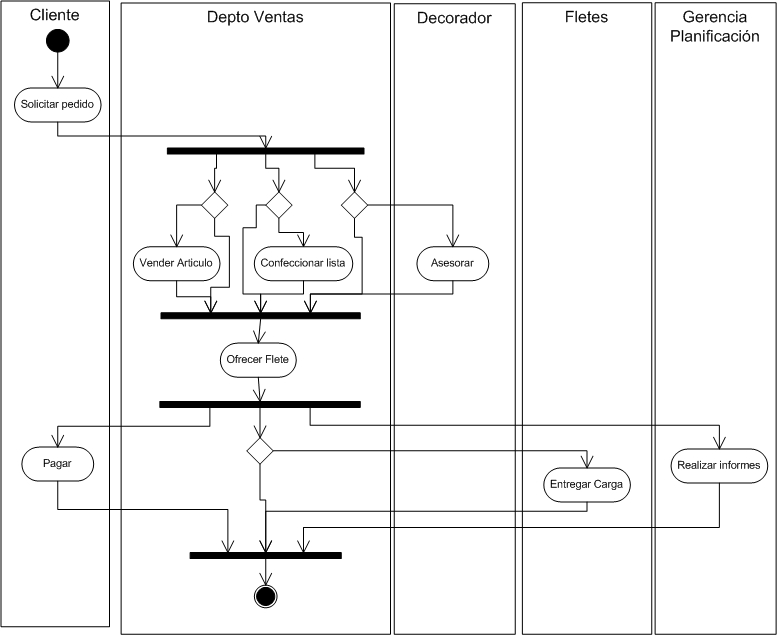 Cliente
Depto Ventas
Decorador
Fletes
Gerencia
Planificación
Solicitar pedido
Vender Articulo
Confeccionar lista
Asesorar
Ofrecer Flete
Pagar
Entregar Carga
Realizar informes